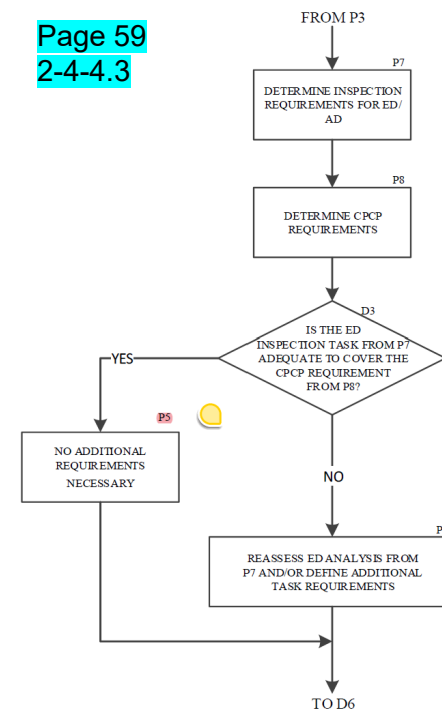 Page 59
2-4-4.3
FROM P3
P7
DETERMINE INSPECTION
REQUIREMENTS FOR ED/
AD
P8
DETERMINE CPCP
REQUIREMENTS
D3
IS THE ED
INSPECTION TASK FROM P7
ADEQUATE TO COVER THE
CPCP REQUIREMENT
FROM P8?
YES
P5
NO ADDITIONAL
REQUIREMENTS
NECESSARY
NO
P
REASSESS ED ANALYSIS FROM
P7 AND/OR DEFINE ADDITIONAL
TASK REQUIREMENTS
TO D6